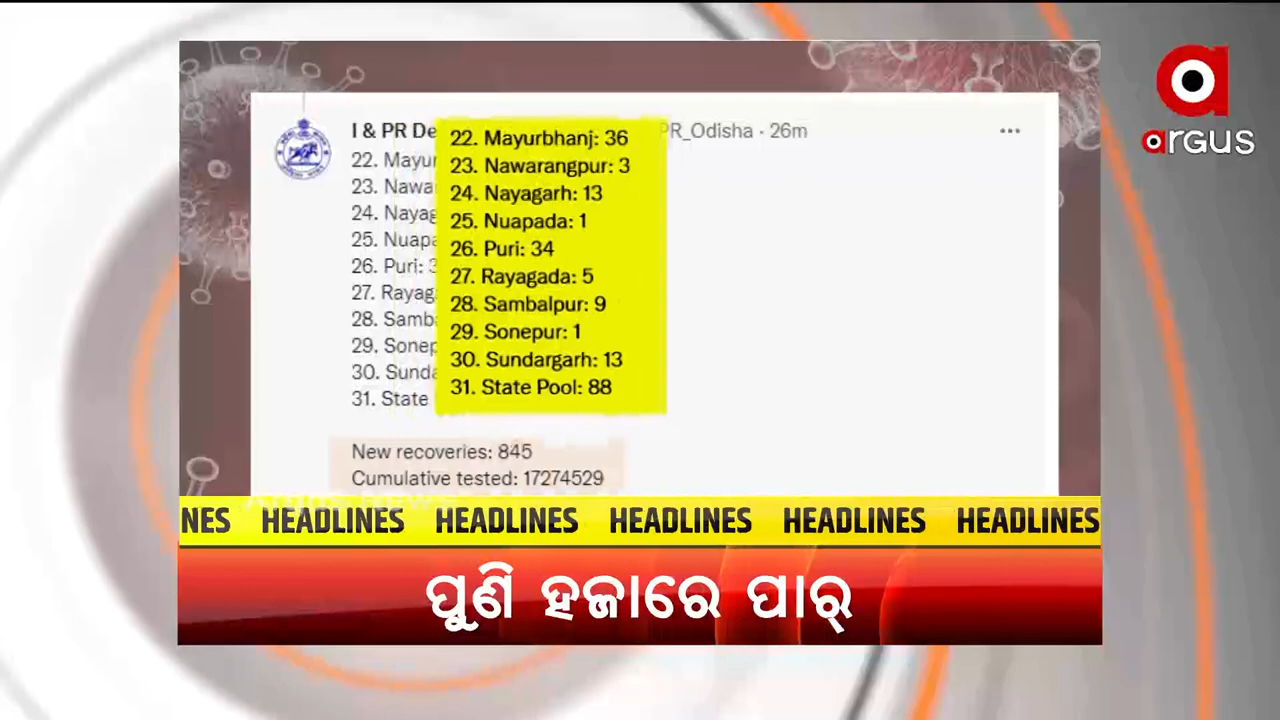 argus
I & PR De
PR_Odisha · 26m
22. Mayur
23. Nawa
24. Nayag
25. Nuapa
26. Puri: 3
27. Rayag
28. Samb
29. Sonep
30. Sunda
31. State
22. Mayurbhanj: 36
23. Nawarangpur: 3
24. Nayagarh: 13
25. Nuapada: 1
26. Puri: 34
27. Rayagada: 5
28. Sambalpur: 9
29. Sonepur: 1
30. Sundargarh: 13
31. State Pool: 88
New recoveries: 845
Cumulative tested: 17274529
Argus News
NES HEADLINES HEADLINES HEADLINES HEADLINES HEADLINES
ପୁଣି ହଜାରେ ପାର୍